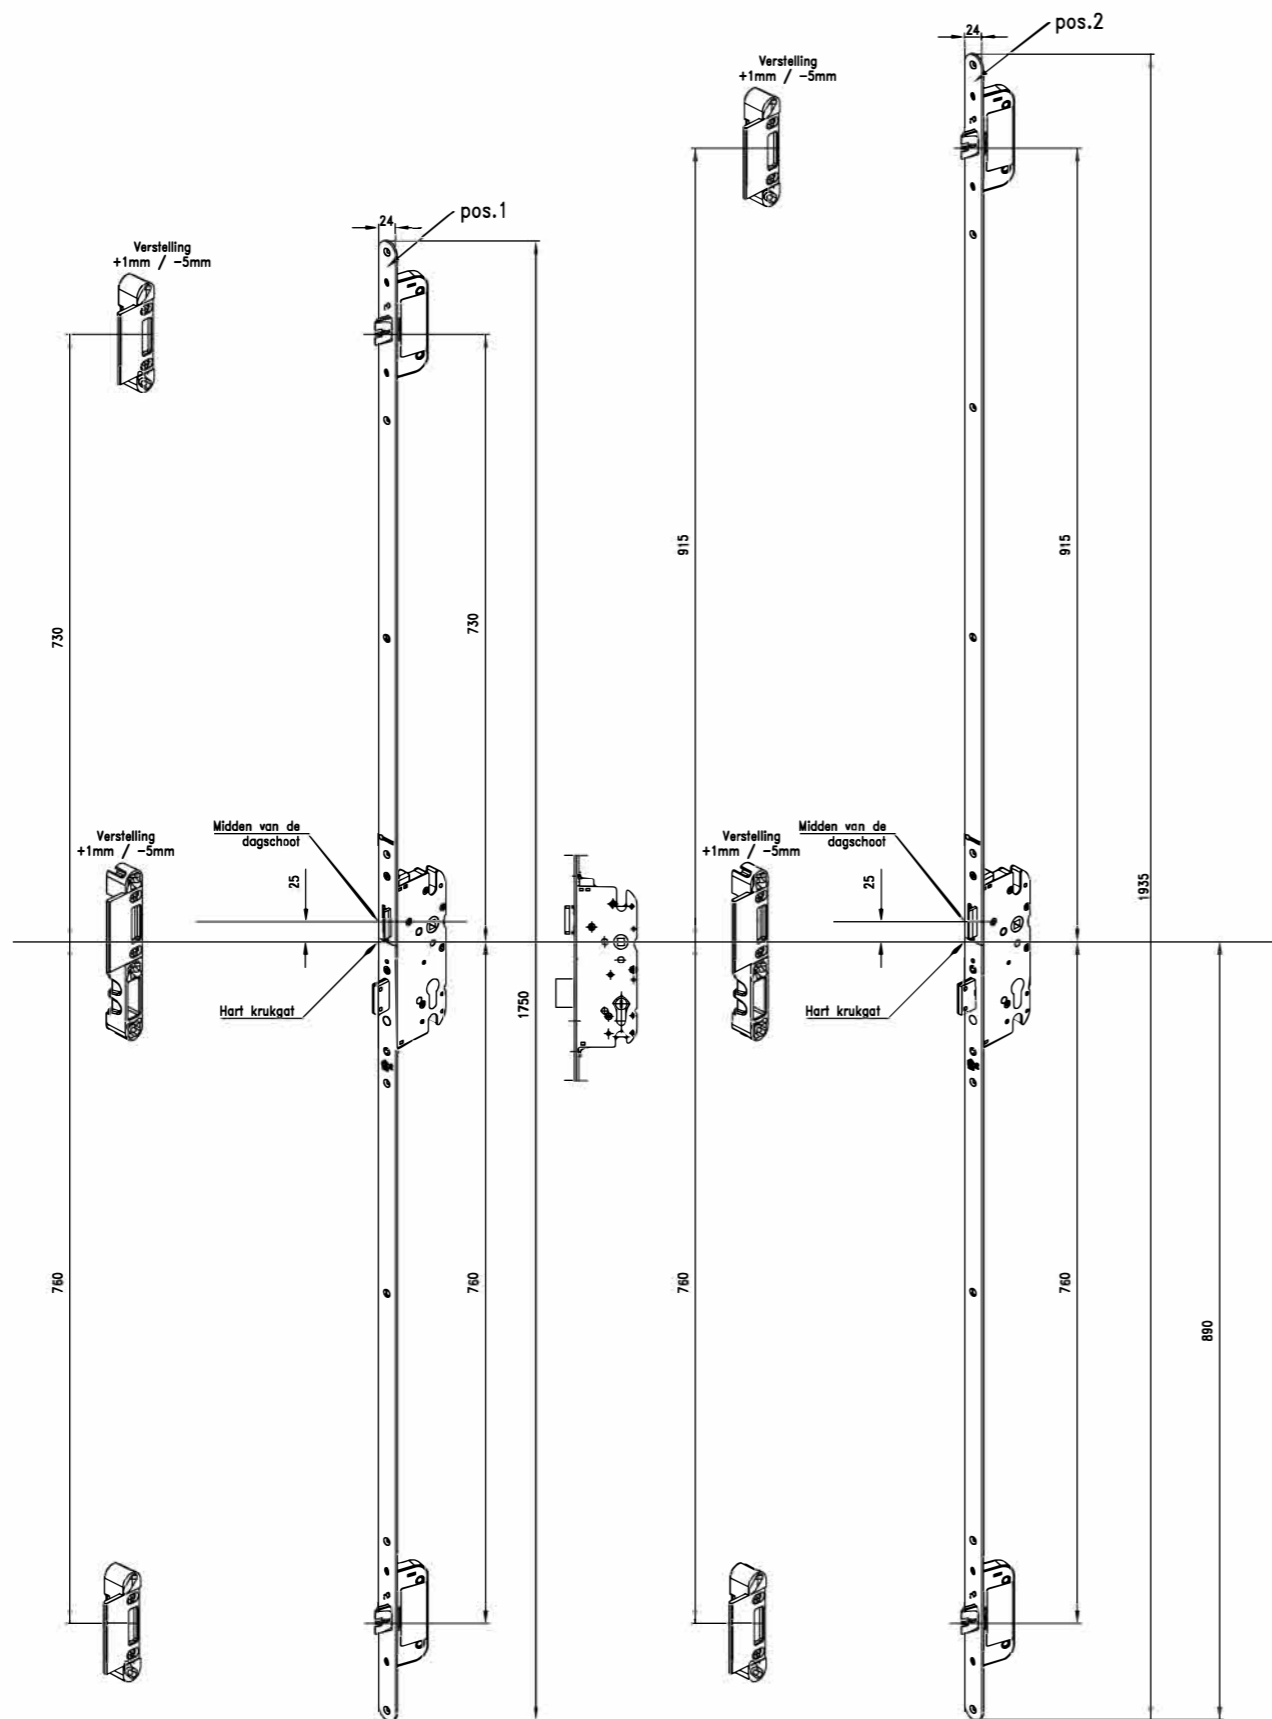 24
pos.2
Verstelling
+1mm / -5mm
24
pos.1
Verstelling
+1mm / -5mm
915
915
730
730
Verstelling
+1mm / -5mm
Midden van de
dagschoot
25
Verstelling
+1mm / -5mm
Midden van de
dagschoot
25
1935
Hart krukgat
1750
Hart krukgat
760
760
760
760
890